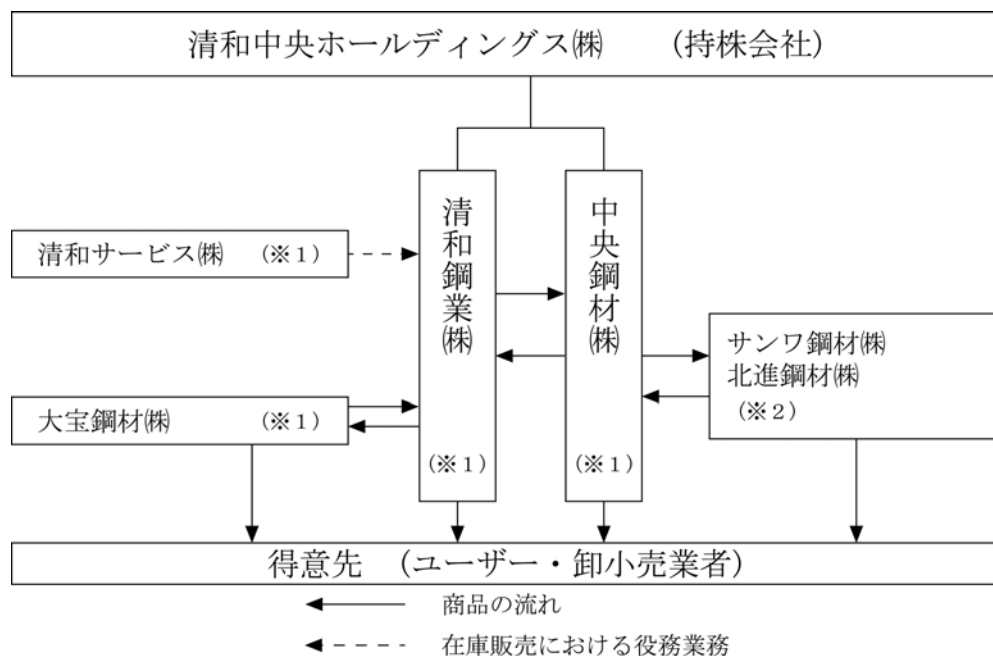 清和中央ホールディングス㈱　　（持株会社）
清和サービス㈱　（※１）
清和鋼業㈱
（※１）
中央鋼材㈱
（※１）
サンワ鋼材㈱
北進鋼材㈱
（※２）
大宝鋼材㈱　　（※１）
得意先　（ユーザー・卸小売業者）
商品の流れ
在庫販売における役務業務